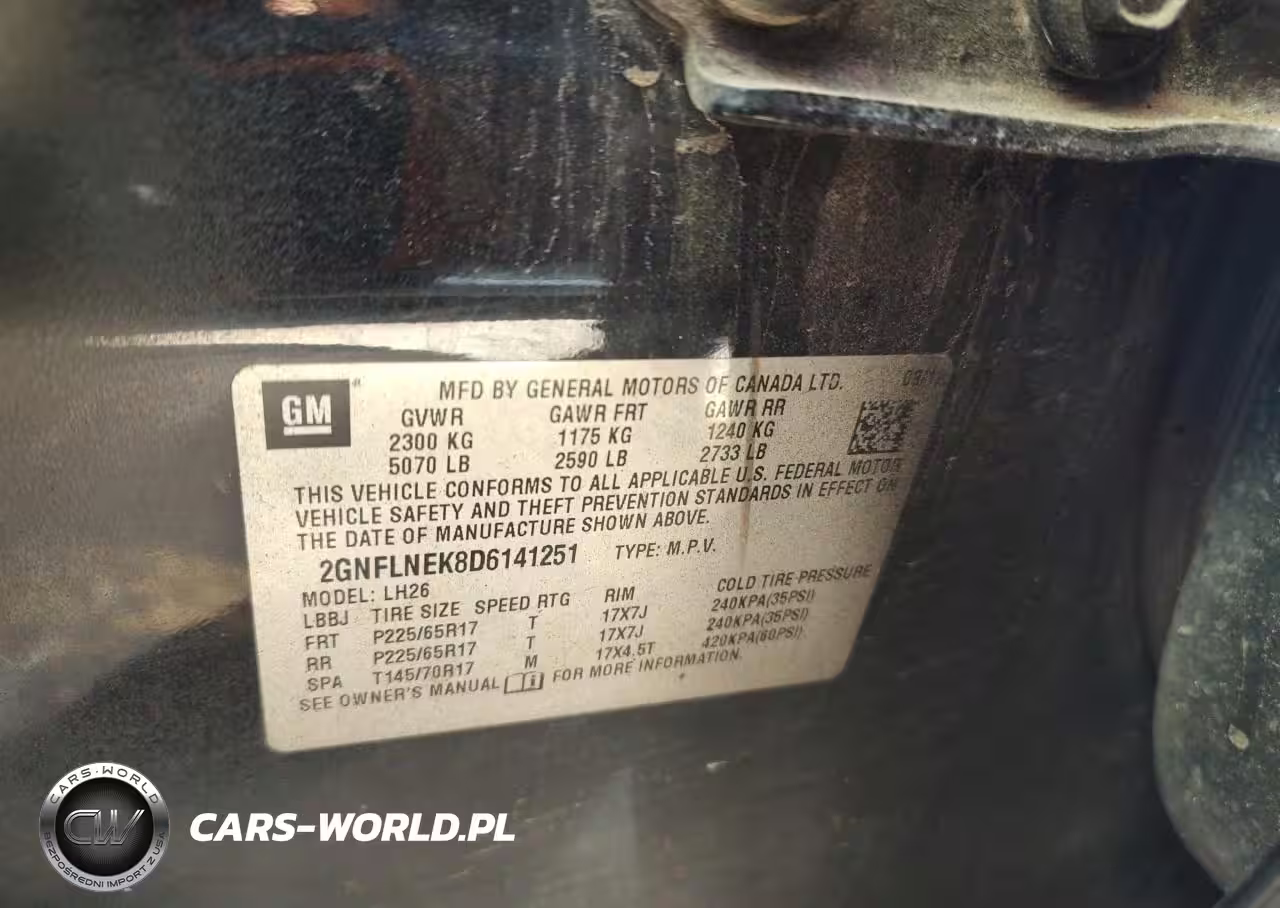 GM
MFD BY GENERAL MOTORS OF CANADA LTD.
GVWR GAWR FRT GAWR RR
2300 KG 1175 KG 1240 KG
5070 LB 2590 LB 2733 LB
THIS VEHICLE CONFORMS TO ALL APPLICABLE U.S. FEDERAL MOTOR
VEHICLE SAFETY AND THEFT PREVENTION STANDARDS IN EFFECT ON
THE DATE OF MANUFACTURE SHOWN ABOVE.
2GNFLNEK8D6141251 TYPE: M.P.V.
MODEL: LH26
LBBJ TIRE SIZE SPEED RTG RIM COLD TIRE PRESSURE
FRT P225/65R17 T 17X7J 240KPA(35PSI)
RR P225/65R17 T 17X7J 240KPA(35PSI)
SPA T145/70R17 M 17X4.5T 420KPA(60PSI)
SEE OWNER'S MANUAL FOR MORE INFORMATION.
CARS-WORLD
CW
BEZPOŚREDNI IMPORT Z USA
CARS-WORLD.PL